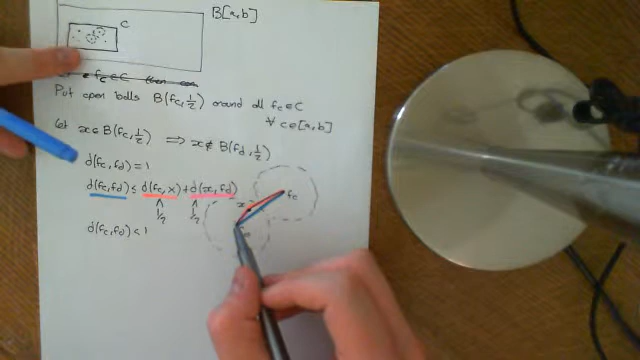 B[a,b]
C
Put open balls B(f_c, 1/2) around all f_c ∈ C
∀ c∈[a,b]
let x ∈ B(f_c, 1/2) ⟹ x ∉ B(f_d, 1/2)
d(f_c, f_d) = 1
d(f_c, f_d) ≤ d(f_c, x) + d(x, f_d)
1/2 1/2
x
f_c
d(f_c, f_d) < 1